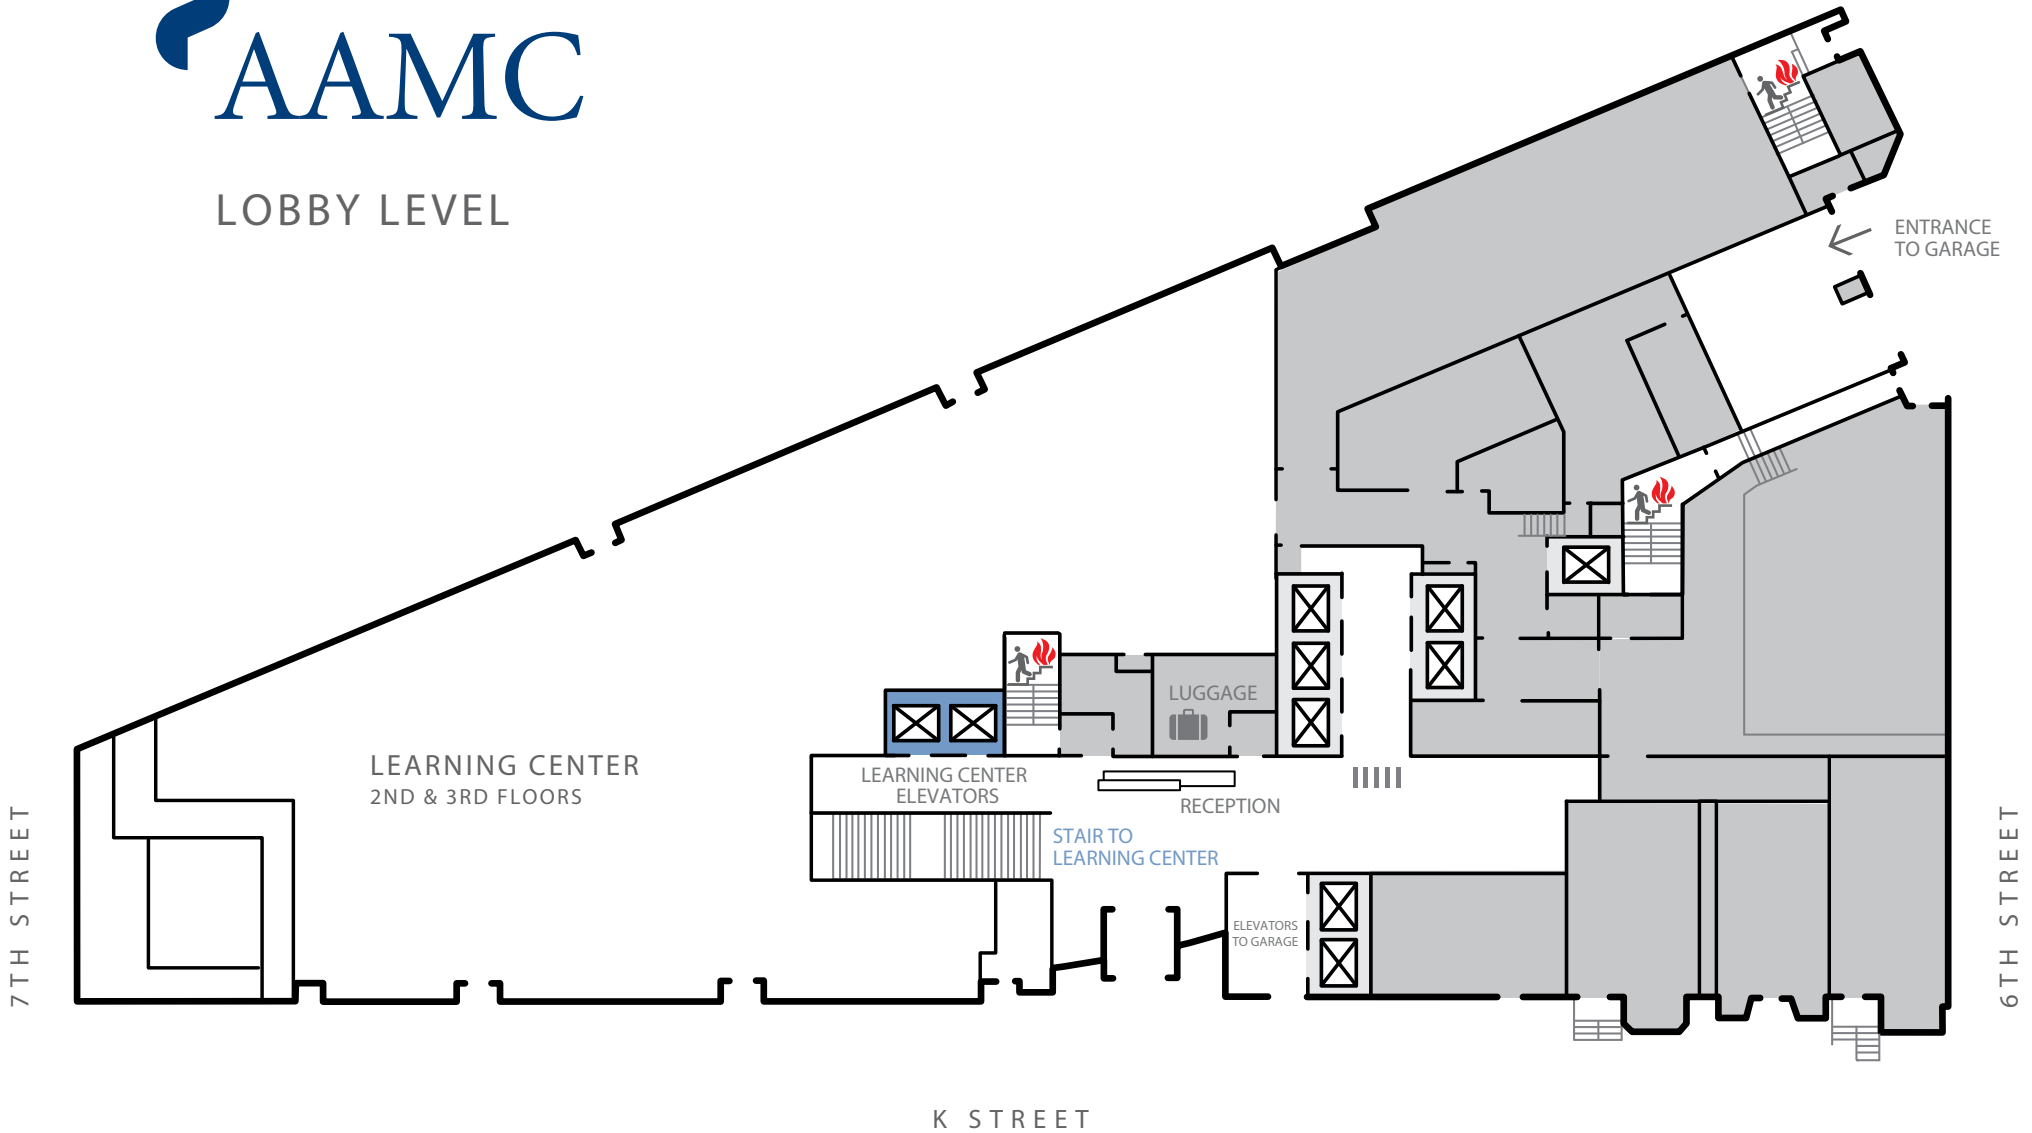 AAMC
LOBBY LEVEL
ENTRANCE
TO GARAGE
LUGGAGE
LEARNING CENTER
2ND & 3RD FLOORS
LEARNING CENTER
ELEVATORS
RECEPTION
STAIR TO
LEARNING CENTER
ELEVATORS
TO GARAGE
7TH STREET
6TH STREET
K STREET